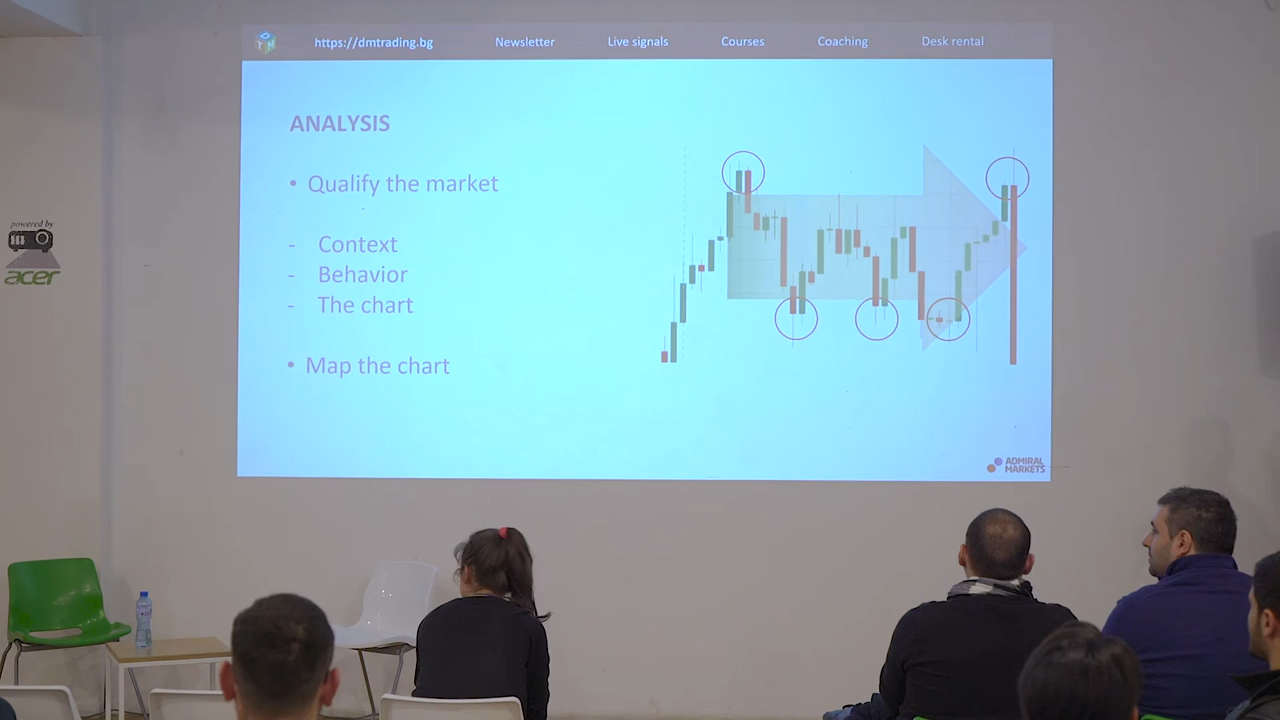 https://dmtrading.bg Newsletter Live signals Courses Coaching Desk rental
ANALYSIS
• Qualify the market
- Context
- Behavior
- The chart
• Map the chart
ADMIRAL
MARKETS
powered by
acer